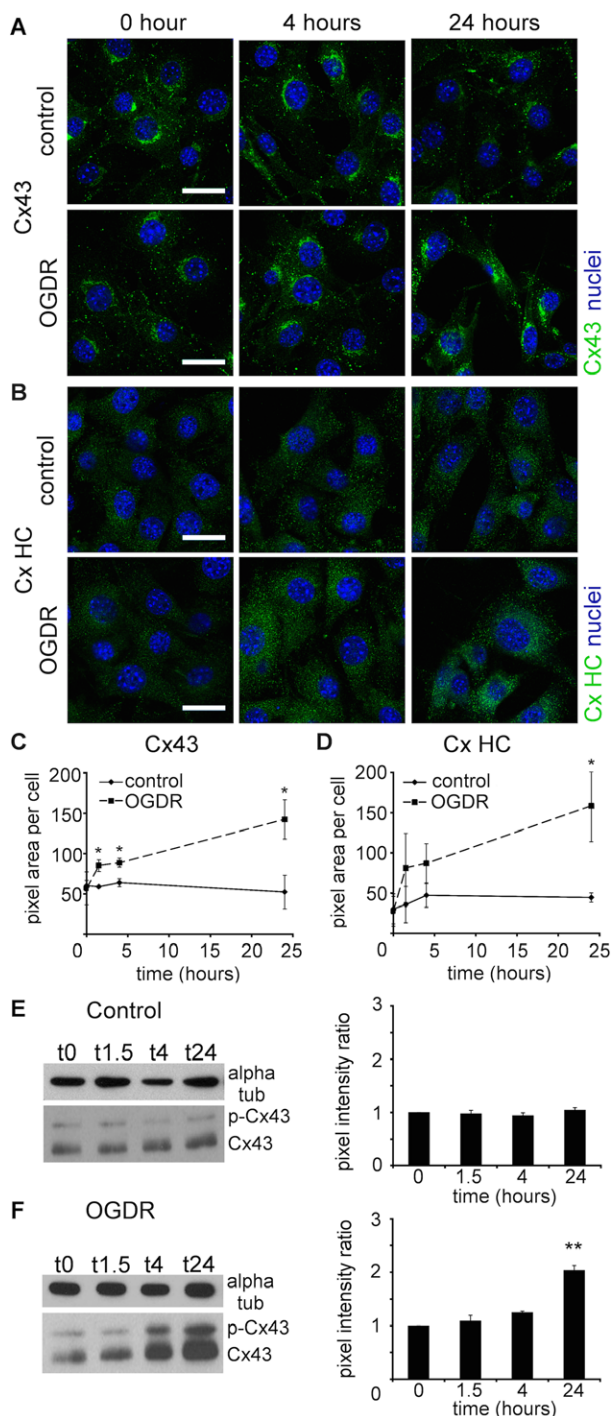 A
0 hour 4 hours 24 hours
control
Cx43
OGDR
Cx43 nuclei
B
control
Cx HC
OGDR
Cx HC nuclei
C Cx43
200
150
100
50
pixel area per cell
control
OGDR
*
*
*
0 5 10 15 20 25
time (hours)
D Cx HC
200
150
100
50
pixel area per cell
control
OGDR
*
0 5 10 15 20 25
time (hours)
E Control
t0 t1.5 t4 t24
alpha
tub
p-Cx43
Cx43
3
2
1
0
pixel intensity ratio
0 1.5 4 24
time (hours)
F OGDR
t0 t1.5 t4 t24
alpha
tub
p-Cx43
Cx43
3
2
1
0
pixel intensity ratio
**
0 1.5 4 24
time (hours)